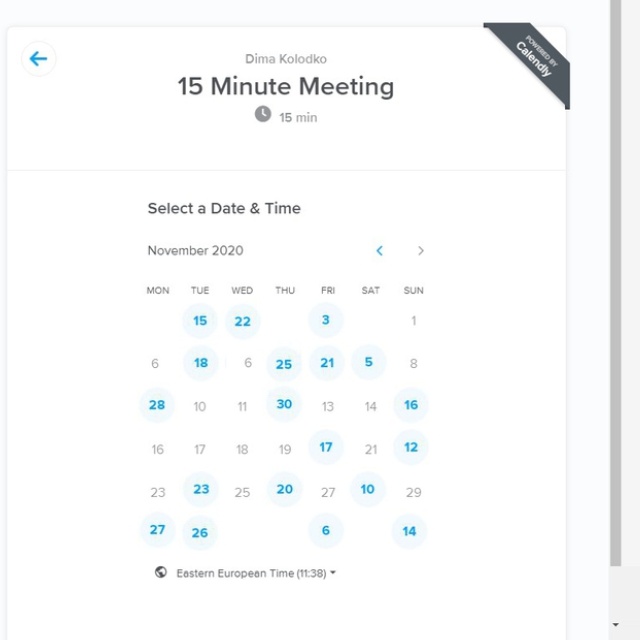 POWERED BY
Calendly
Dima Kolodko
15 Minute Meeting
15 min
Select a Date & Time
November 2020
MON TUE WED THU FRI SAT SUN
15 22 3 1
6 18 6 25 21 5 8
28 10 11 30 13 14 16
16 17 18 19 17 21 12
23 23 25 20 27 10 29
27 26 6 14
Eastern European Time (11:38)